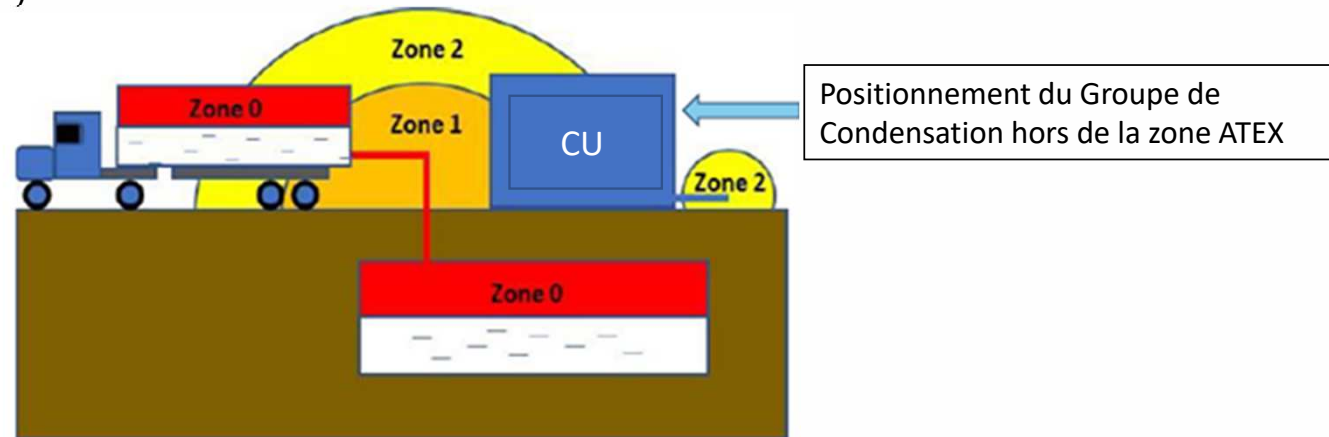 Zone 2
Zone 0
Zone 1
CU
Positionnement du Groupe de
Condensation hors de la zone ATEX
Zone 2
Zone 0